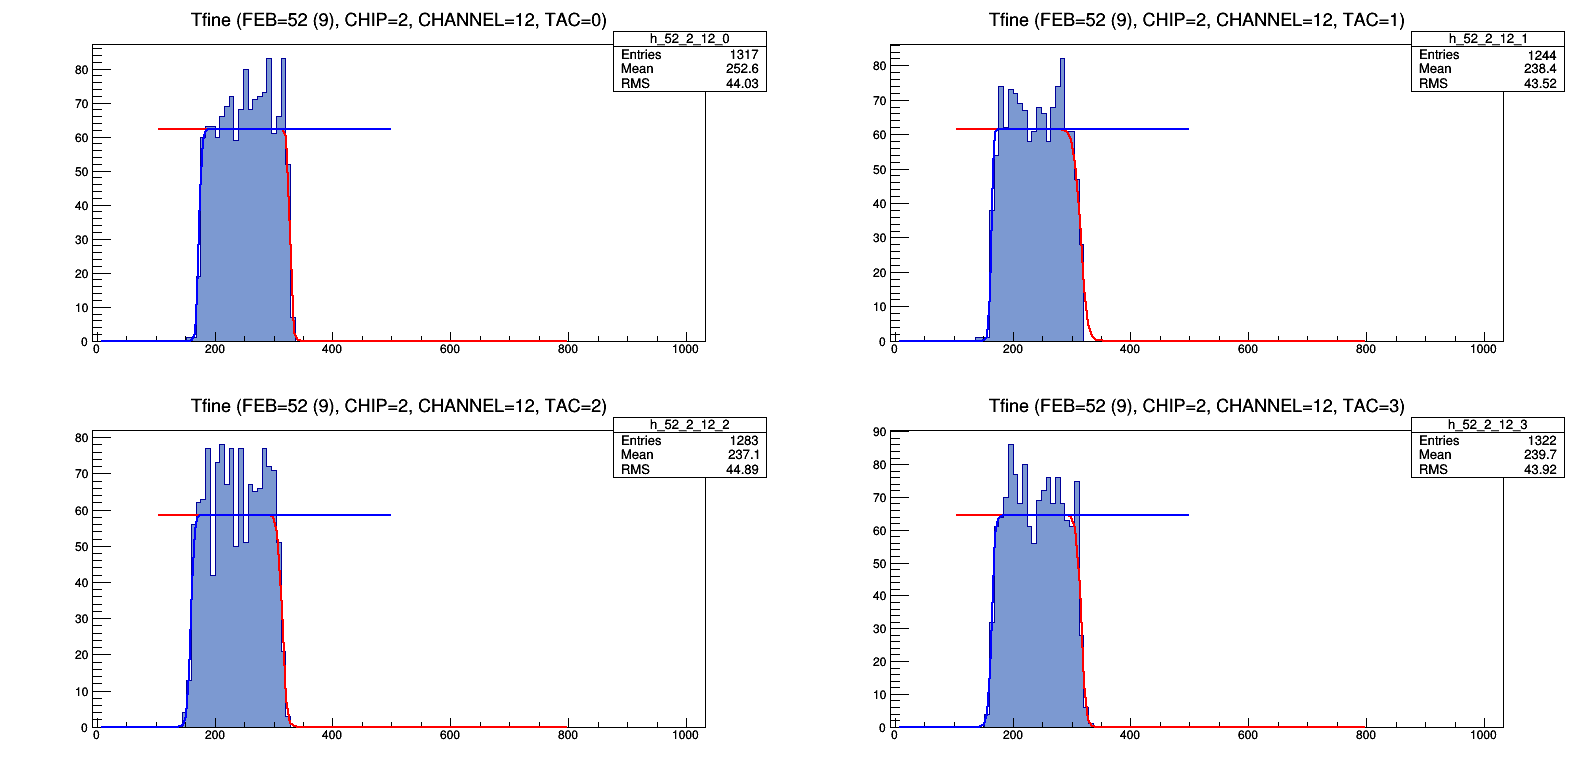 Tfine (FEB=52 (9), CHIP=2, CHANNEL=12, TAC=0)
h_52_2_12_0
Entries 1317
Mean 252.6
RMS 44.03
80
70
60
50
40
30
20
10
0
0 200 400 600 800 1000
Tfine (FEB=52 (9), CHIP=2, CHANNEL=12, TAC=1)
h_52_2_12_1
Entries 1244
Mean 238.4
RMS 43.52
80
70
60
50
40
30
20
10
0
0 200 400 600 800 1000
Tfine (FEB=52 (9), CHIP=2, CHANNEL=12, TAC=2)
h_52_2_12_2
Entries 1283
Mean 237.1
RMS 44.89
80
70
60
50
40
30
20
10
0
0 200 400 600 800 1000
Tfine (FEB=52 (9), CHIP=2, CHANNEL=12, TAC=3)
h_52_2_12_3
Entries 1322
Mean 239.7
RMS 43.92
90
80
70
60
50
40
30
20
10
0
0 200 400 600 800 1000